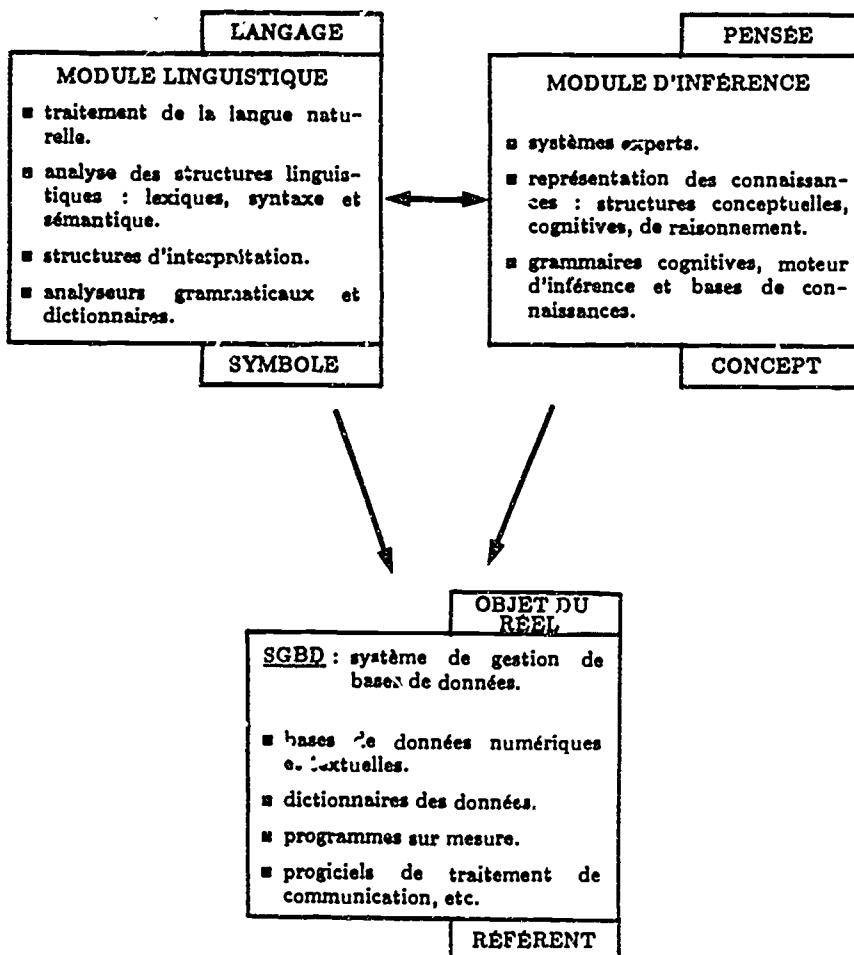 LANGAGE
MODULE LINGUISTIQUE
■ traitement de la langue natu-
relle.
■ analyse des structures linguis-
tiques : lexiques, syntaxe et
sémantique.
■ structures d'interprétation.
■ analyseurs grammaticaux et
dictionnaires.
SYMBOLE
PENSÉE
MODULE D'INFÉRENCE
■ systèmes experts.
■ représentation des connaissan-
ces : structures conceptuelles,
cognitives, de raisonnement.
■ grammaires cognitives, moteur
d'inférence et bases de con-
naissances.
CONCEPT
OBJET DU
RÉEL
SGBD : système de gestion de
bases de données.
■ bases de données numériques
et textuelles.
■ dictionnaires des données.
■ programmes sur mesure.
■ progiciels de traitement de
communication, etc.
RÉFÉRENT